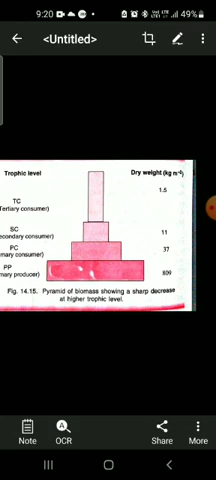 9:20 49%
<Untitled>
Trophic level Dry weight (kg m⁻²)
1.5
TC
Tertiary consumer)
SC 11
econdary consumer)
PC 37
mary consumer)
PP 809
mary producer)
Fig. 14.15. Pyramid of biomass showing a sharp decrease
at higher trophic level.
Note OCR Share More